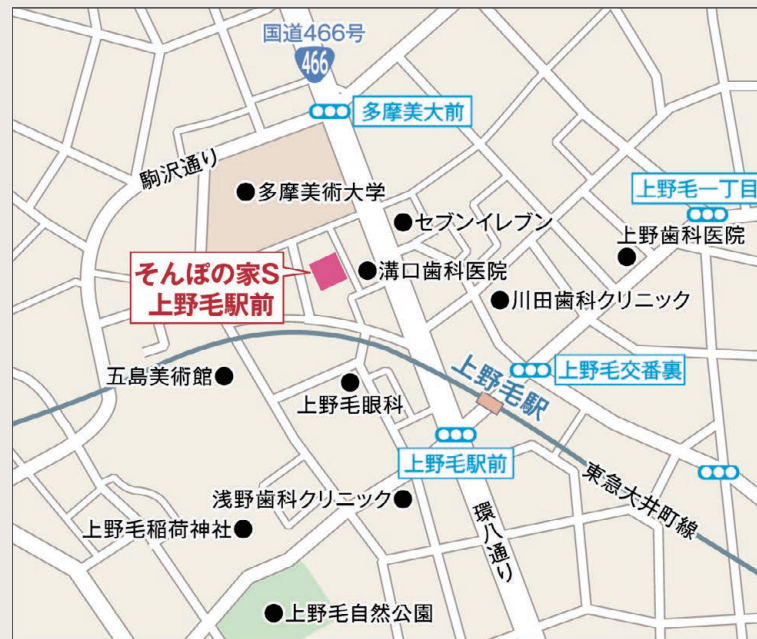 国道466号
466
多摩美大前
駒沢通り
多摩美術大学
上野毛一丁目
セブンイレブン
上野歯科医院
そんぽの家S
上野毛駅前
溝口歯科医院
川田歯科クリニック
上野毛駅
上野毛交番裏
五島美術館
上野毛眼科
上野毛駅前
東急大井町線
浅野歯科クリニック
環八通り
上野毛稲荷神社
上野毛自然公園